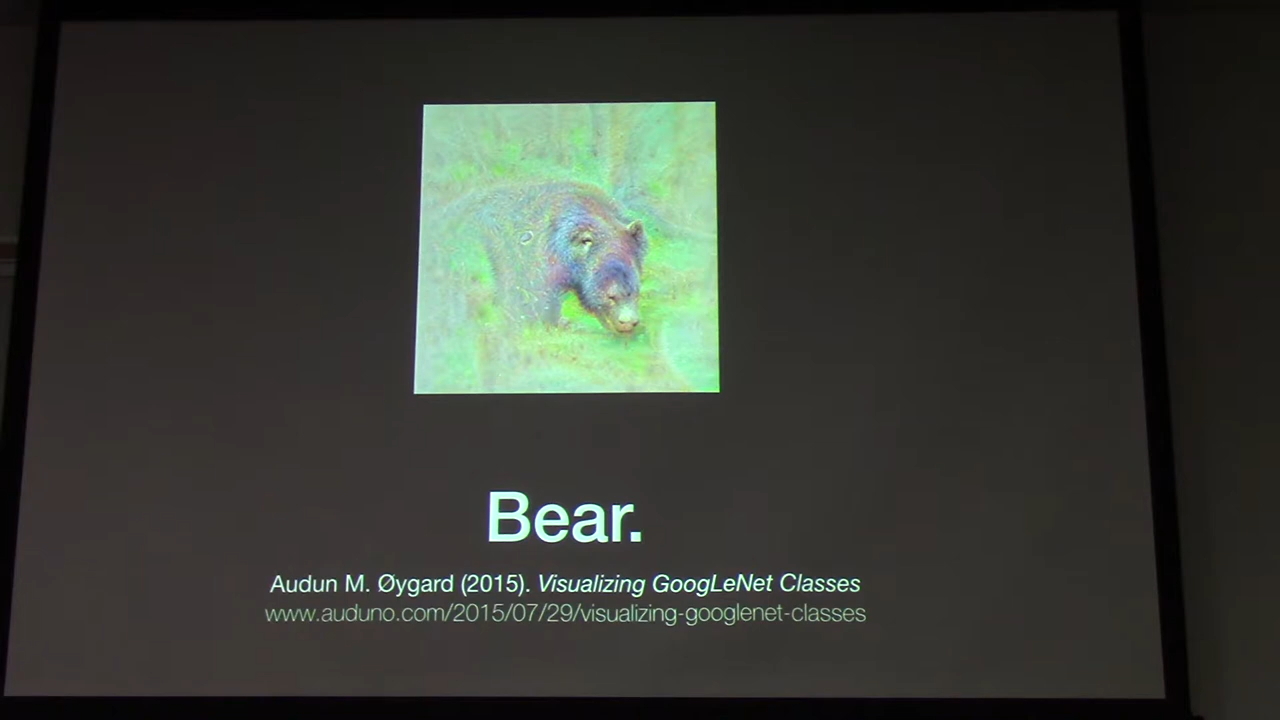 Bear.
Audun M. Øygard (2015). Visualizing GoogLeNet Classes
www.auduno.com/2015/07/29/visualizing-googlenet-classes